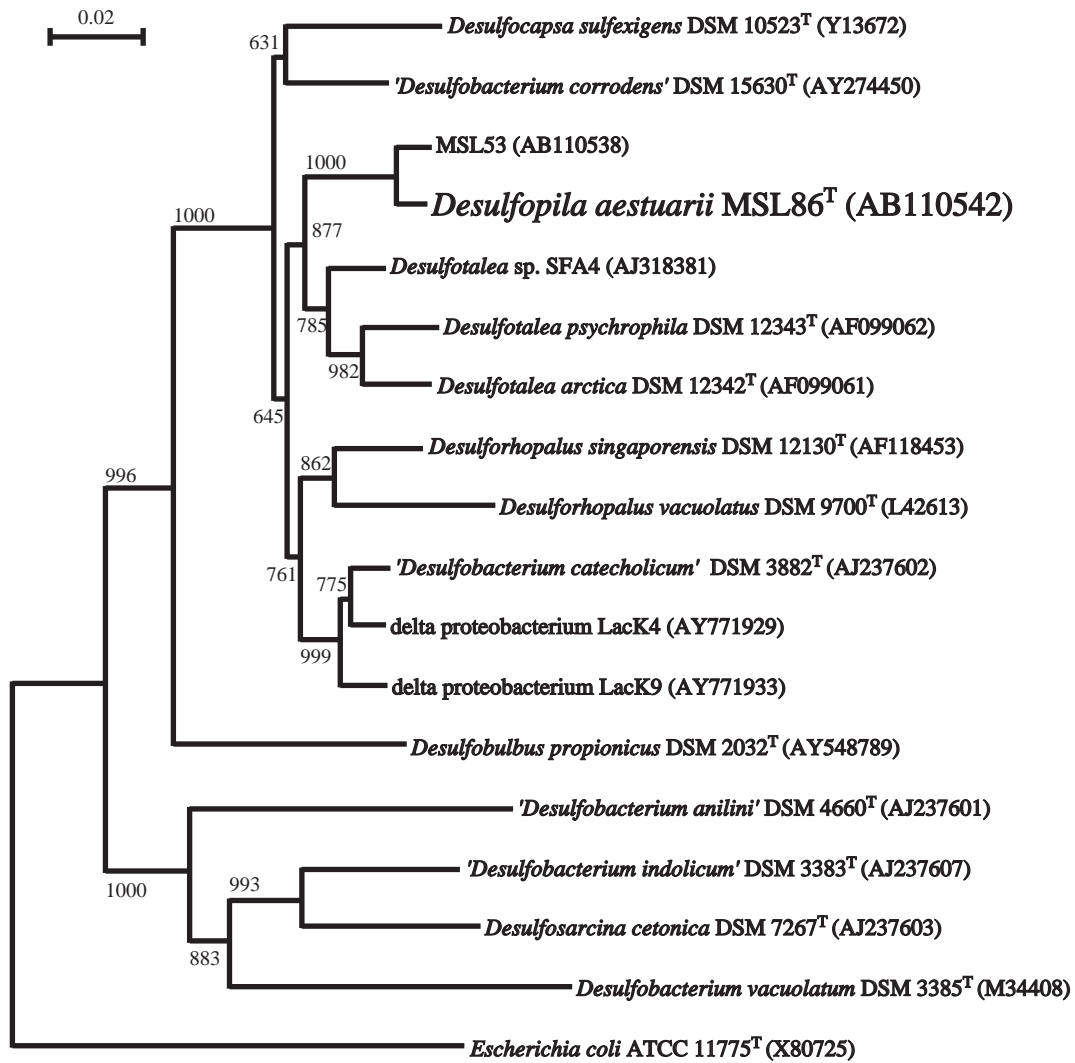 0.02
Desulfocapsa sulfexigens DSM 10523T (Y13672)
631
'Desulfobacterium corrodens' DSM 15630T (AY274450)
MSL53 (AB110538)
1000
Desulfopila aestuarii MSL86T (AB110542)
1000
877
Desulfotalea sp. SFA4 (AJ318381)
785
Desulfotalea psychrophila DSM 12343T (AF099062)
982
Desulfotalea arctica DSM 12342T (AF099061)
645
Desulforhopalus singaporensis DSM 12130T (AF118453)
862
996
Desulforhopalus vacuolatus DSM 9700T (L42613)
761
'Desulfobacterium catecholicum' DSM 3882T (AJ237602)
775
delta proteobacterium LacK4 (AY771929)
999
delta proteobacterium LacK9 (AY771933)
Desulfobulbus propionicus DSM 2032T (AY548789)
'Desulfobacterium anilini' DSM 4660T (AJ237601)
'Desulfobacterium indolicum' DSM 3383T (AJ237607)
1000
993
Desulfosarcina cetonica DSM 7267T (AJ237603)
883
Desulfobacterium vacuolatum DSM 3385T (M34408)
Escherichia coli ATCC 11775T (X80725)